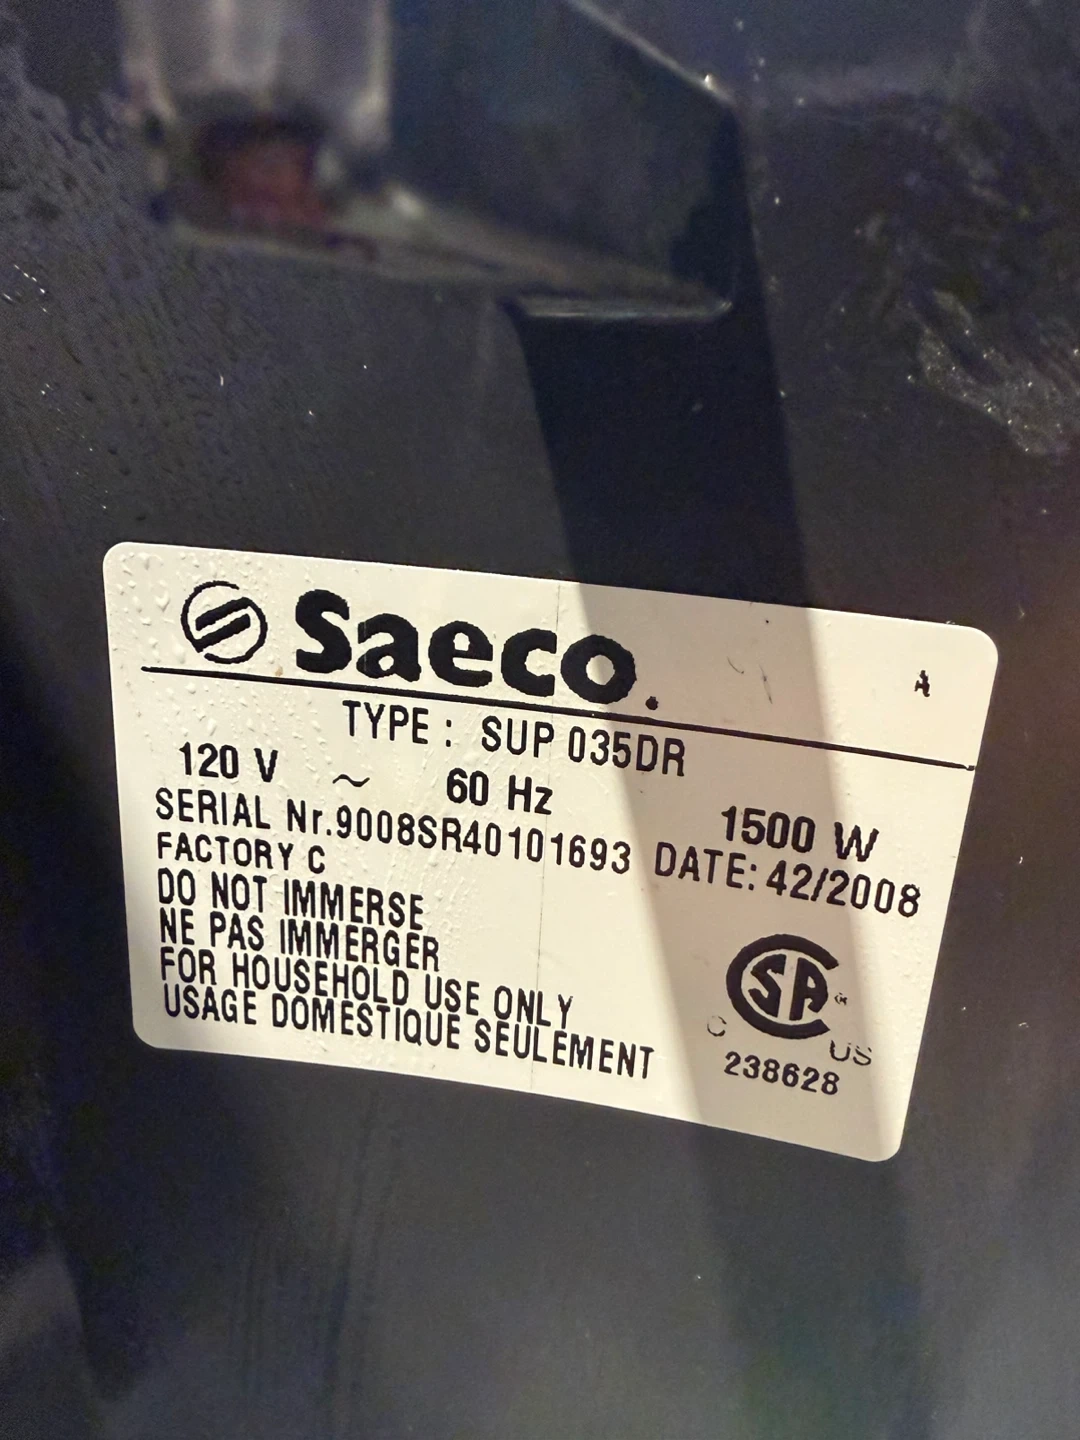 Saeco.
A
TYPE : SUP 035DR
120 V ~ 60 Hz 1500 W
SERIAL Nr.9008SR40101693 DATE: 42/2008
FACTORY C
DO NOT IMMERSE
NE PAS IMMERGER
FOR HOUSEHOLD USE ONLY
USAGE DOMESTIQUE SEULEMENT
CSA
C US
238628